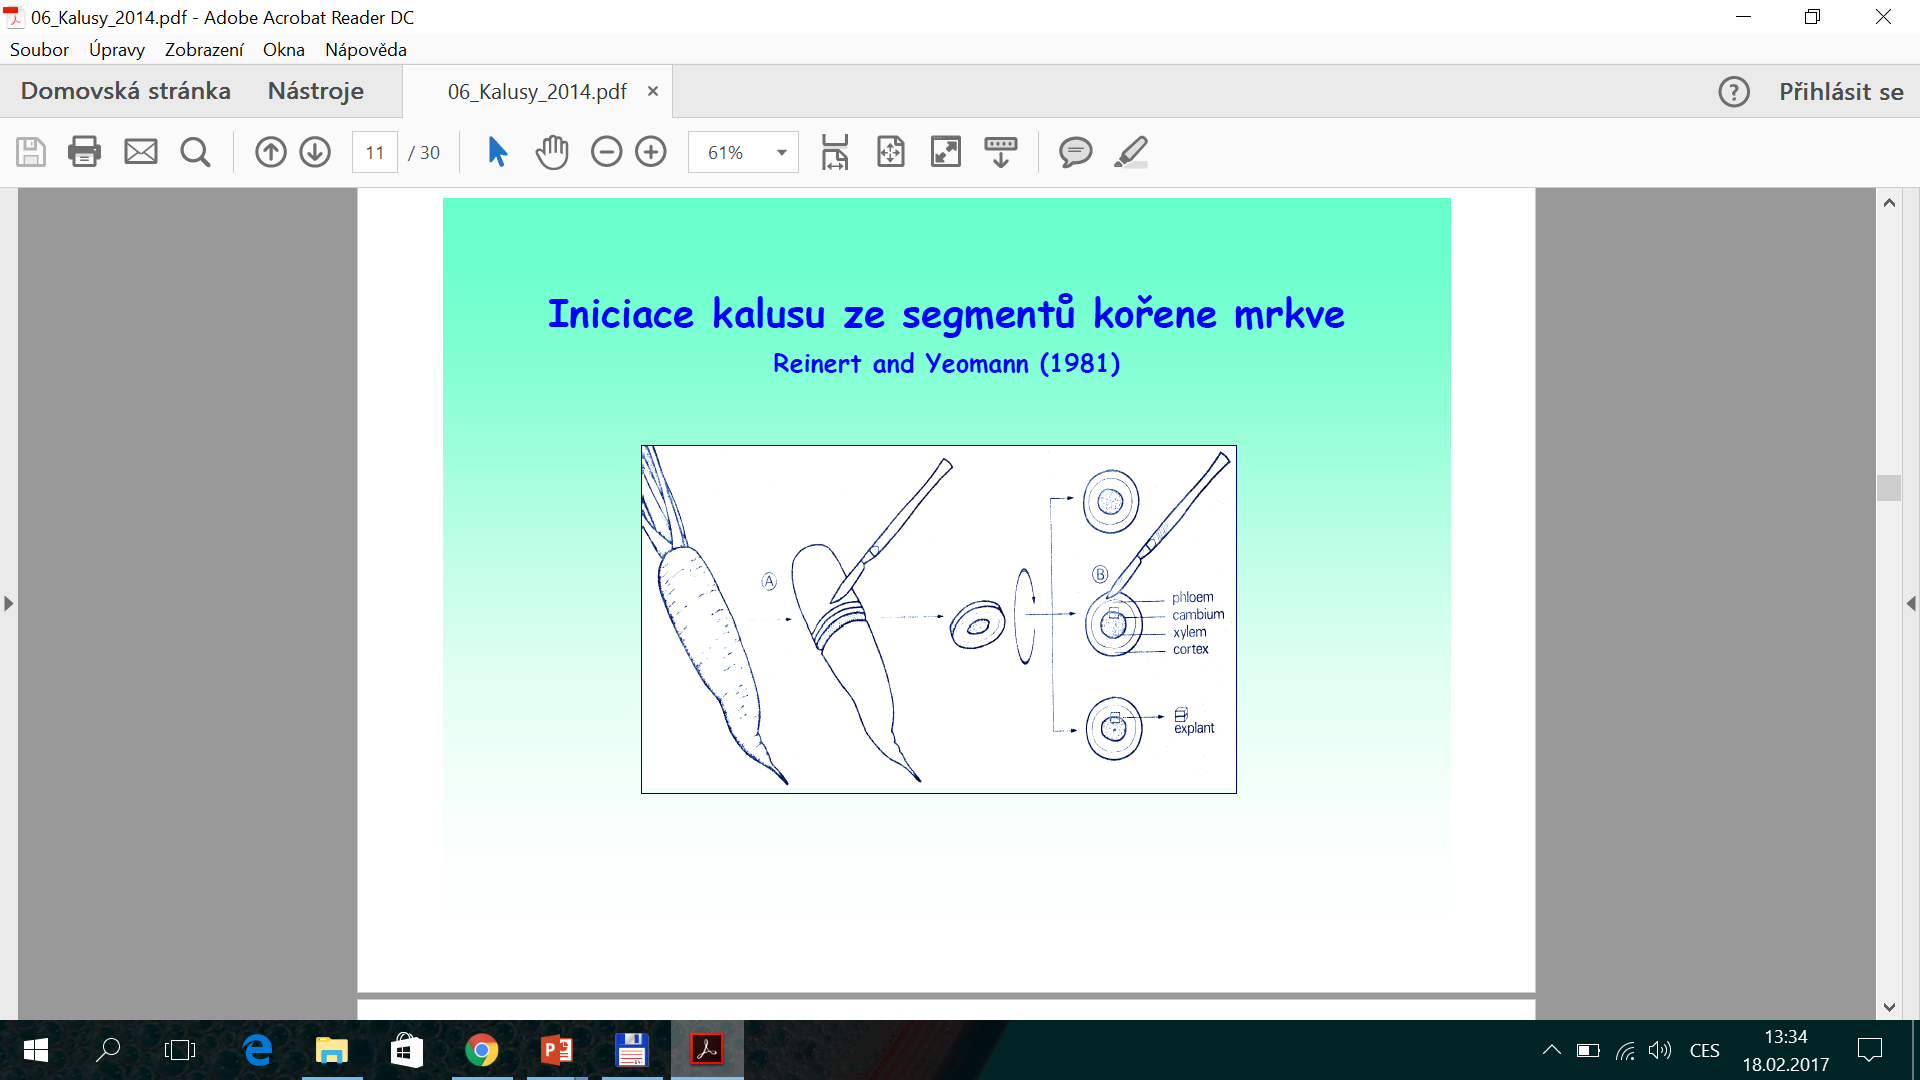 06_Kalusy_2014.pdf - Adobe Acrobat Reader DC
Soubor Úpravy Zobrazení Okna Nápověda
Domovská stránka Nástroje 06_Kalusy_2014.pdf × ? Přihlásit se
11 / 30 61%
Iniciace kalusu ze segmentů kořene mrkve
Reinert and Yeomann (1981)
A
B
phloem
cambium
xylem
cortex
explant
CES
13:34
18.02.2017